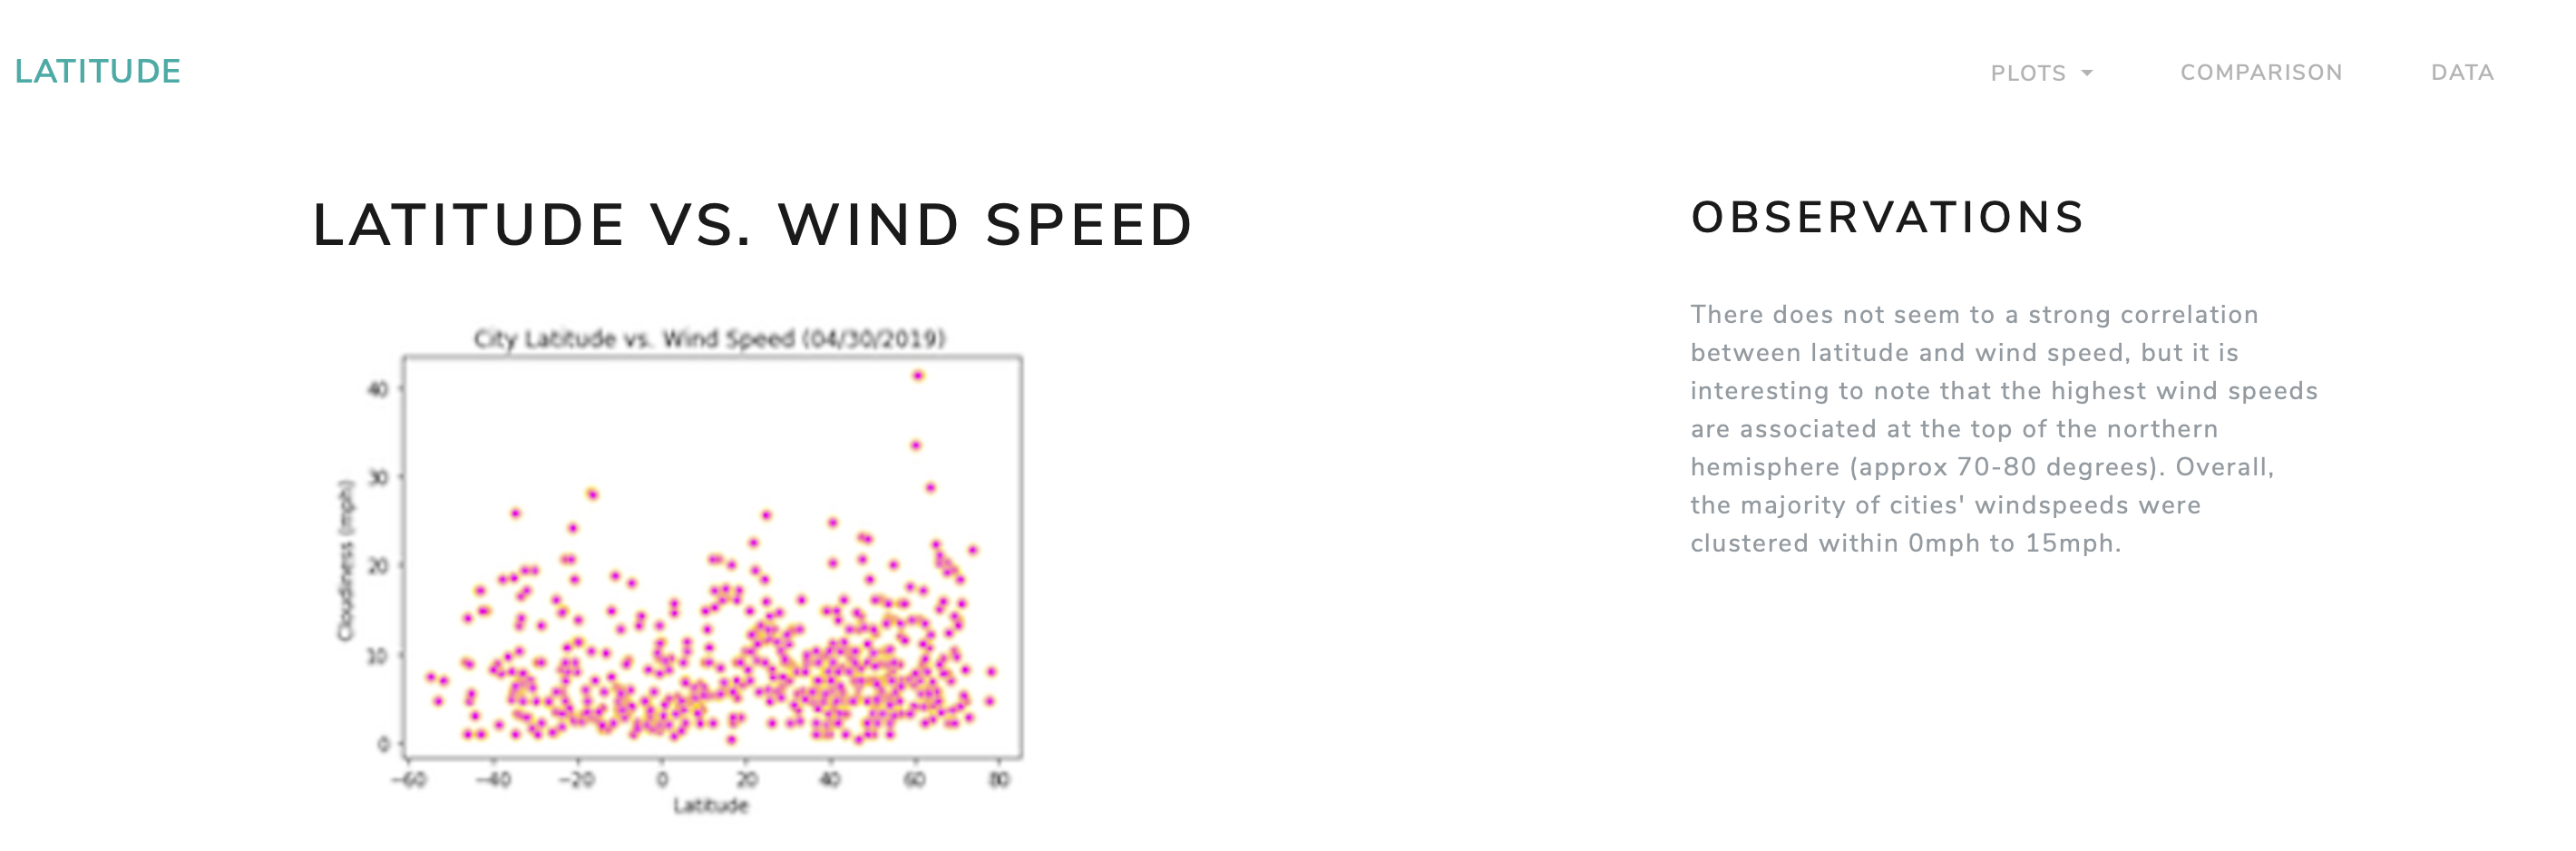 LATITUDE
PLOTS
COMPARISON
DATA
LATITUDE VS. WIND SPEED
City Latitude vs. Wind Speed (04/30/2019)
Cloudiness (mph)
40
30
20
10
0
−60 −40 −20 0 20 40 60 80
Latitude
OBSERVATIONS
There does not seem to a strong correlation
between latitude and wind speed, but it is
interesting to note that the highest wind speeds
are associated at the top of the northern
hemisphere (approx 70-80 degrees). Overall,
the majority of cities' windspeeds were
clustered within 0mph to 15mph.